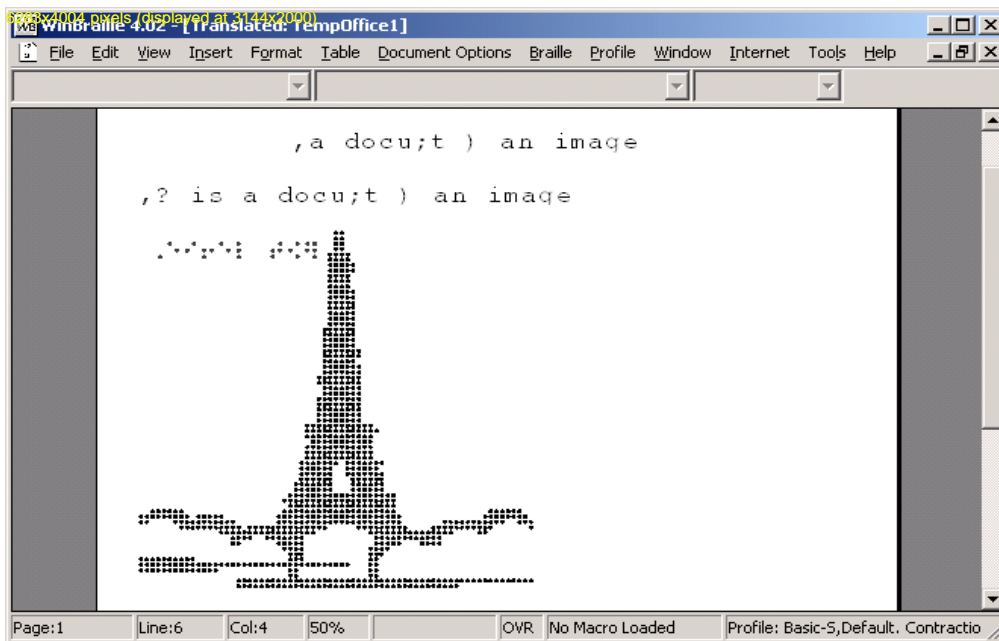 6283x4004 pixels (displayed at 3144x2000)
WinBraille 4.02 - [Translated: TempOffice1]
File Edit View Insert Format Table Document Options Braille Profile Window Internet Tools Help
,a docu;t ) an image
,? is a docu;t ) an image
Page:1 Line:6 Col:4 50% OVR No Macro Loaded Profile: Basic-S,Default. Contractio